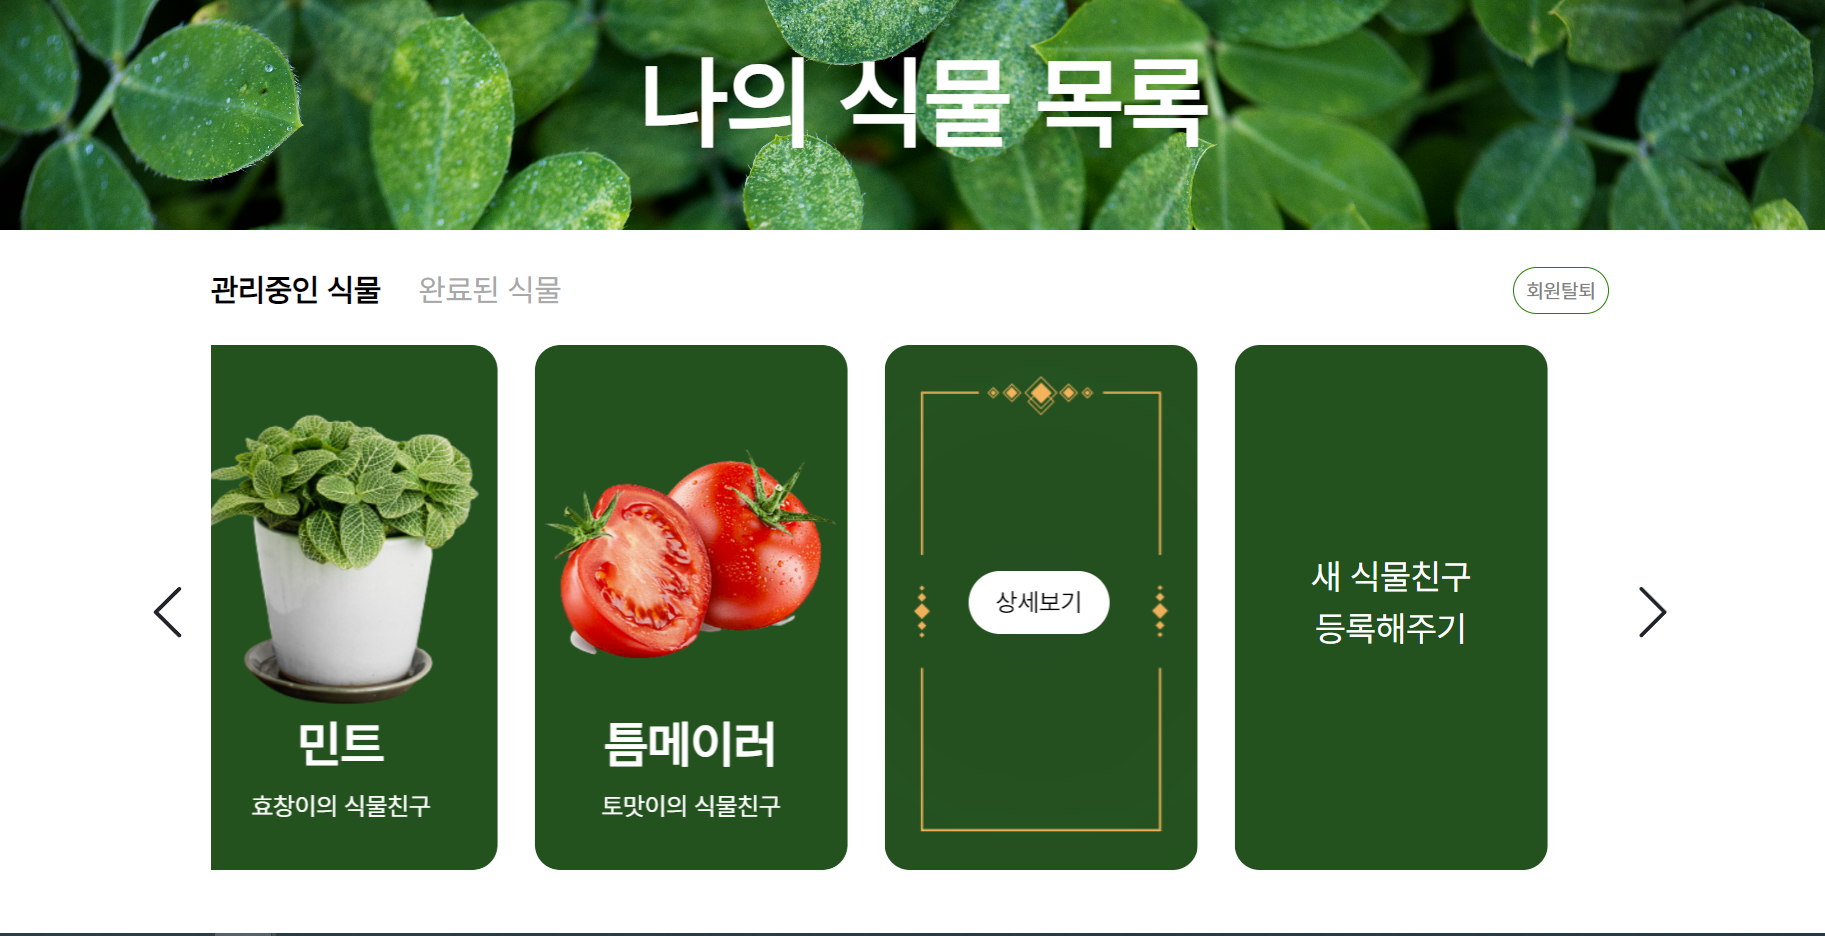 나의 식물 목록
관리중인 식물 완료된 식물 회원탈퇴
민트
효창이의 식물친구
틈메이러
토맛이의 식물친구
상세보기
새 식물친구
등록해주기